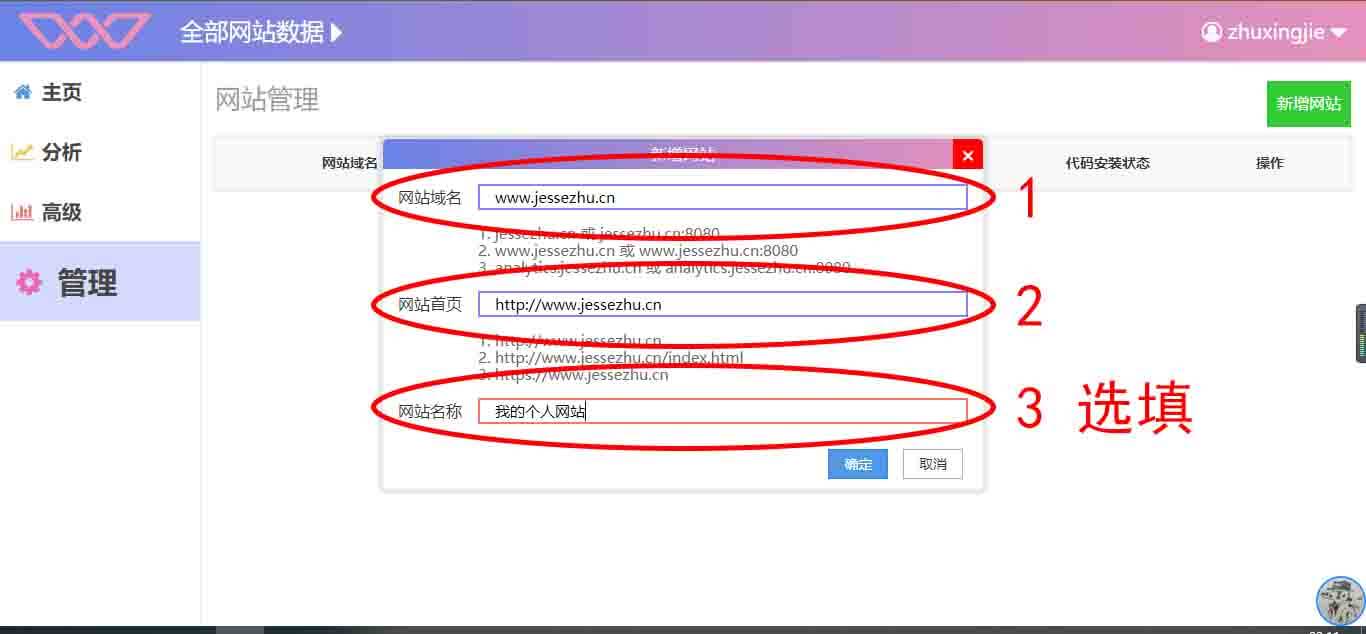 全部网站数据
zhuxingjie
主页
分析
高级
管理
网站管理
新增网站
网站域名
代码安装状态
操作
新增网站
网站域名
www.jessezhu.cn
1
1. jessezhu.cn 或 jessezhu.cn:8080
2. www.jessezhu.cn 或 www.jessezhu.cn:8080
3. analytics.jessezhu.cn 或 analytics.jessezhu.cn:8080
网站首页
http://www.jessezhu.cn
2
1. http://www.jessezhu.cn
2. http://www.jessezhu.cn/index.html
3. https://www.jessezhu.cn
网站名称
我的个人网站
3 选填
确定
取消